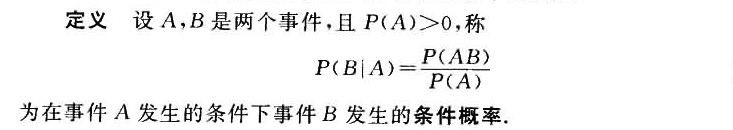 定义 设 A,B 是两个事件,且 P(A)>0,称
P(B|A)=P(AB)/P(A)
为在事件 A 发生的条件下事件 B 发生的条件概率.